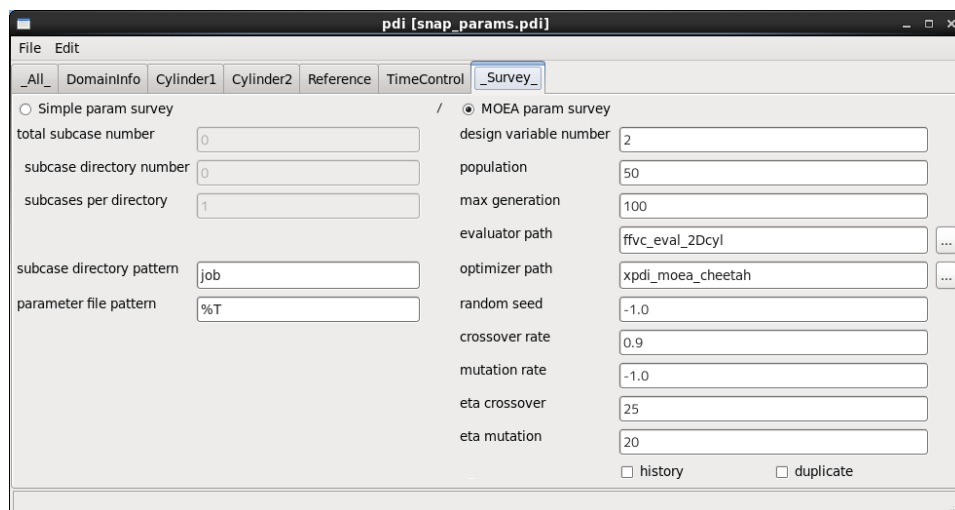 pdi [snap_params.pdi]
File Edit
_All_ DomainInfo Cylinder1 Cylinder2 Reference TimeControl _Survey_
Simple param survey / MOEA param survey
total subcase number 0 design variable number 2
subcase directory number 0 population 50
subcases per directory 1 max generation 100
evaluator path ffvc_eval_2Dcyl ...
subcase directory pattern job optimizer path xpdi_moea_cheetah ...
parameter file pattern %T random seed -1.0
crossover rate 0.9
mutation rate -1.0
eta crossover 25
eta mutation 20
history duplicate